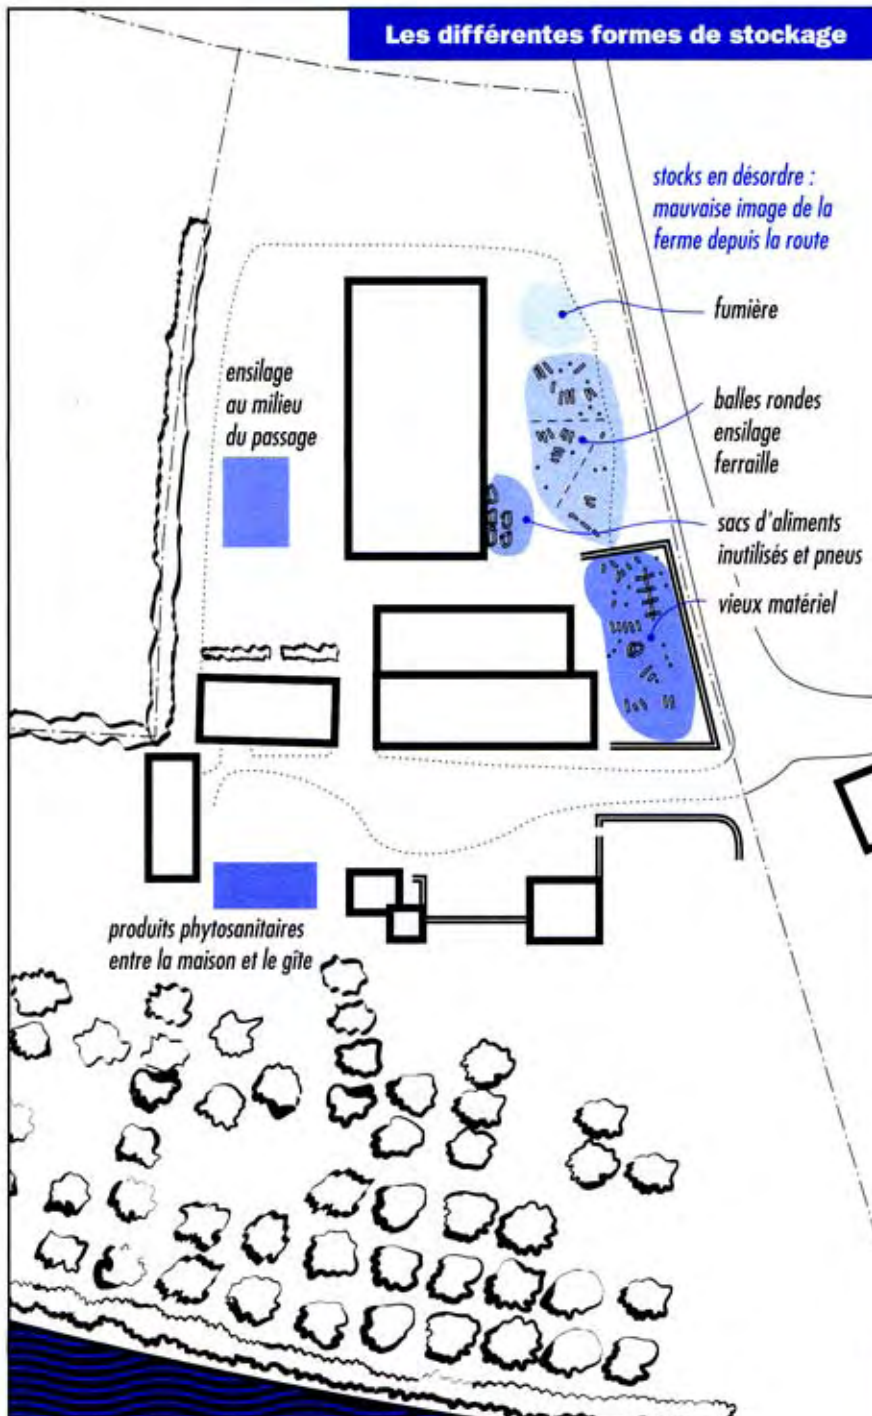 Les différentes formes de stockage
stocks en désordre :
mauvaise image de la
ferme depuis la route
fumière
ensilage
au milieu
du passage
balles rondes
ensilage
ferraille
sacs d'aliments
inutilisés et pneus
vieux matériel
produits phytosanitaires
entre la maison et le gîte